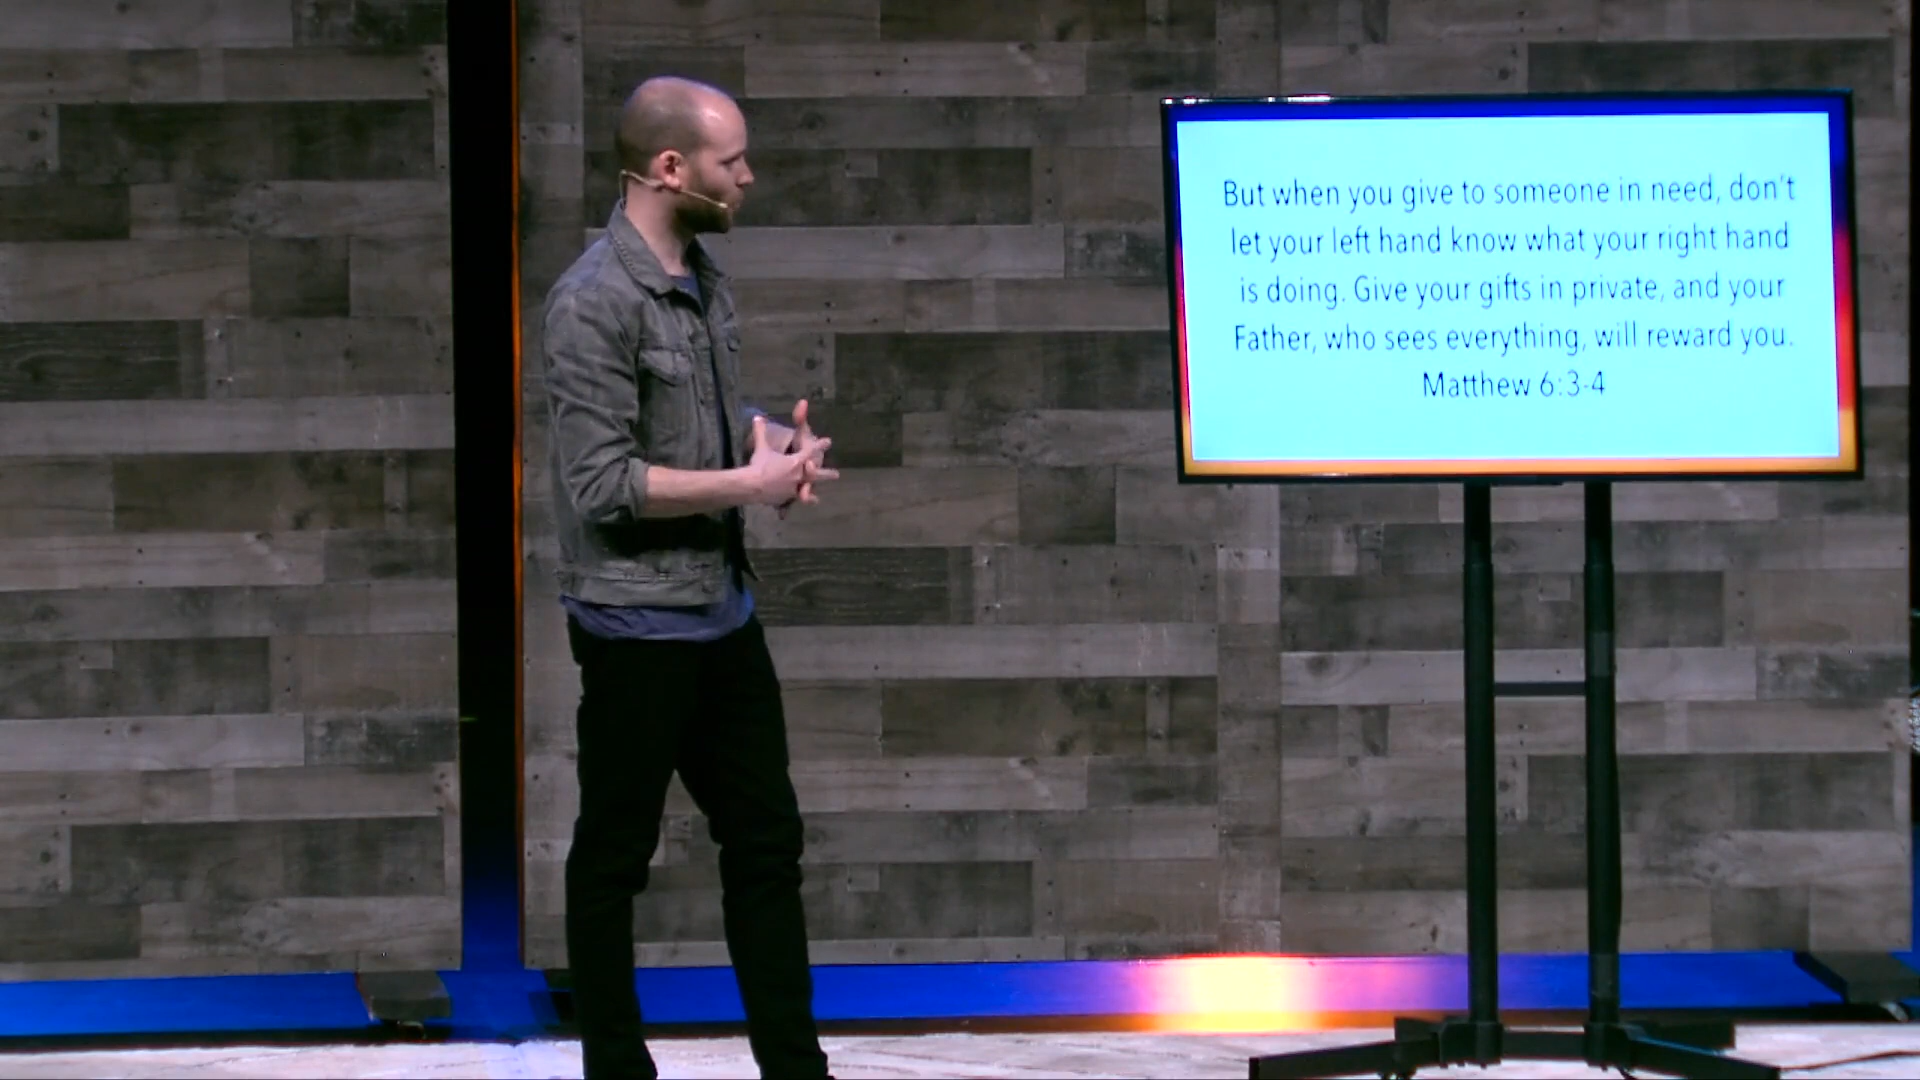 But when you give to someone in need, don't
let your left hand know what your right hand
is doing. Give your gifts in private, and your
Father, who sees everything, will reward you.
Matthew 6:3-4